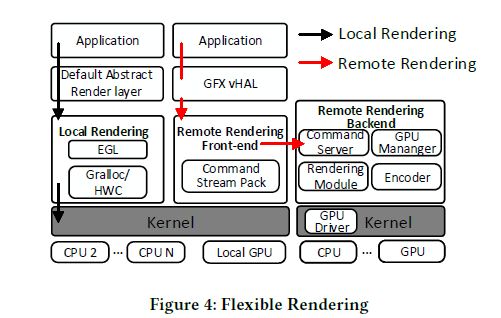 Application
Application
Local Rendering
Remote Rendering
Default Abstract
Render layer
GFX vHAL
Local Rendering
EGL
Gralloc/
HWC
Remote Rendering
Front-end
Command
Stream Pack
Remote Rendering
Backend
Command
Server
GPU
Mananger
Rendering
Module
Encoder
Kernel
GPU
Driver
Kernel
CPU 2 ... CPU N
Local GPU
CPU ... GPU
Figure 4: Flexible Rendering